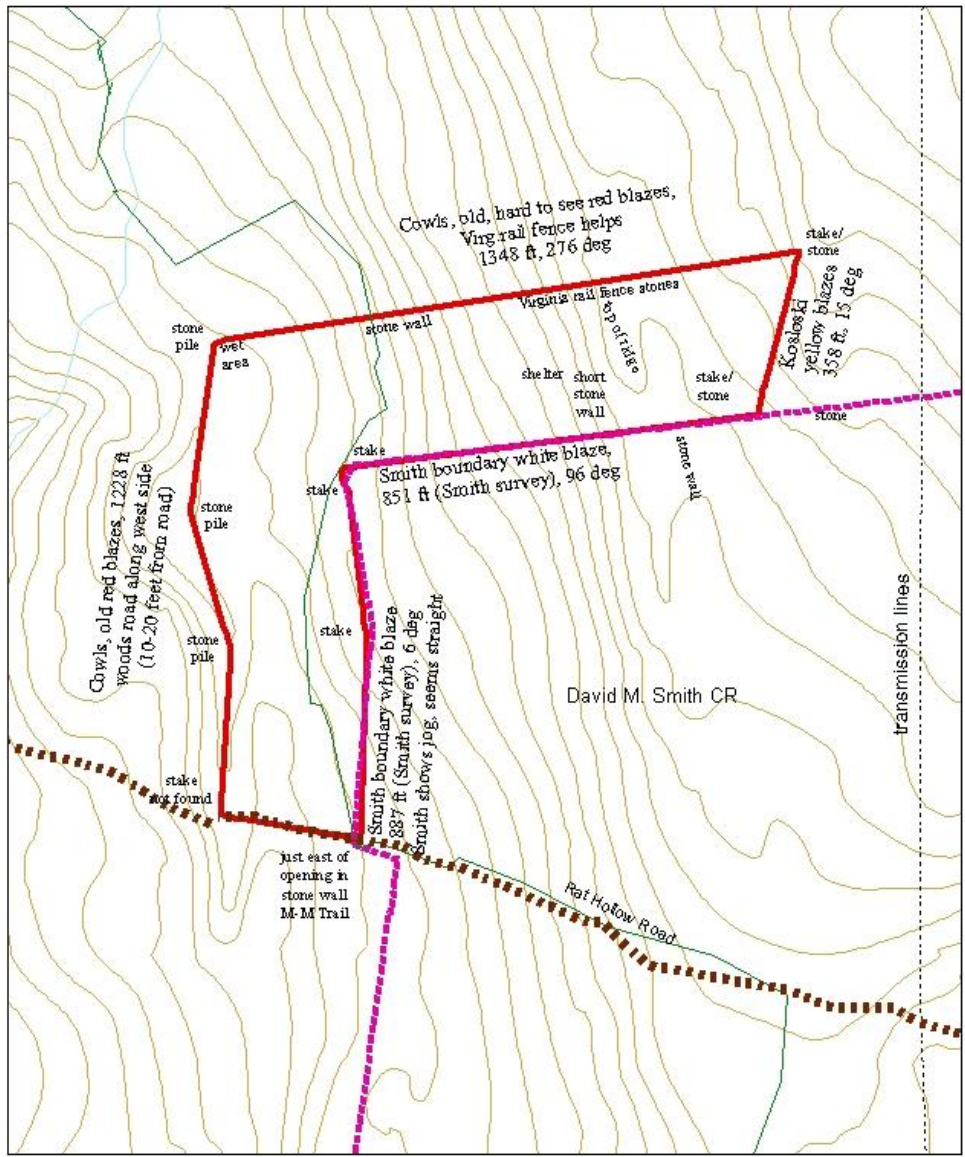 Cowls, old, hard to see red blazes,
Virg.rail fence helps
1348 ft, 276 deg
stake/
stone
Virginia rail fence stones
stone wall
stone
pile
wet
area
top of ridge
Kosloski
yellow blazes
358 ft, 15 deg
shelter
short
stone
wall
stake/
stone
stone
stone wall
stake
stake
Smith boundary white blaze,
851 ft (Smith survey), 96 deg
stone
pile
Cowls, old red blazes, 1228 ft
woods road along west side
(10-20 feet from road)
stone
pile
stake
Smith boundary white blaze
887 ft (Smith survey), 6 deg
Smith shows jog, seems straight
David M. Smith CR
transmission lines
stake
not found
just east of
opening in
stone wall
M-M Trail
Rat Hollow Road